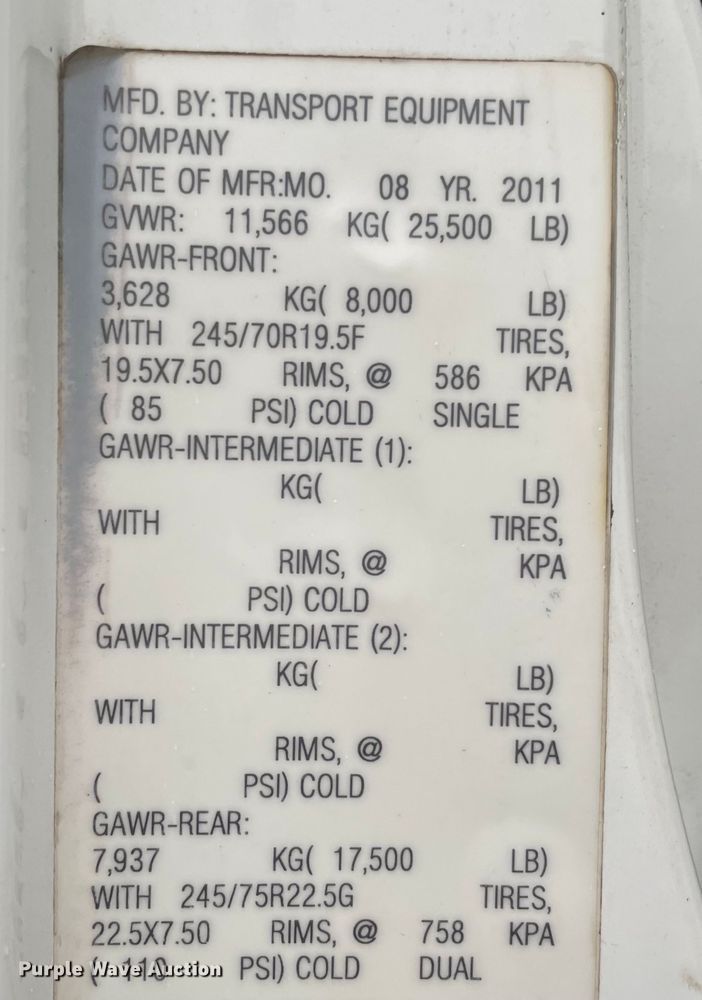 MFD. BY: TRANSPORT EQUIPMENT
COMPANY
DATE OF MFR:MO. 08 YR. 2011
GVWR: 11,566 KG( 25,500 LB)
GAWR-FRONT:
3,628 KG( 8,000 LB)
WITH 245/70R19.5F TIRES,
19.5X7.50 RIMS, @ 586 KPA
( 85 PSI) COLD SINGLE
GAWR-INTERMEDIATE (1):
KG( LB)
WITH TIRES,
RIMS, @ KPA
( PSI) COLD
GAWR-INTERMEDIATE (2):
KG( LB)
WITH TIRES,
RIMS, @ KPA
( PSI) COLD
GAWR-REAR:
7,937 KG( 17,500 LB)
WITH 245/75R22.5G TIRES,
22.5X7.50 RIMS, @ 758 KPA
( 110 PSI) COLD DUAL
Purple Wave Auction